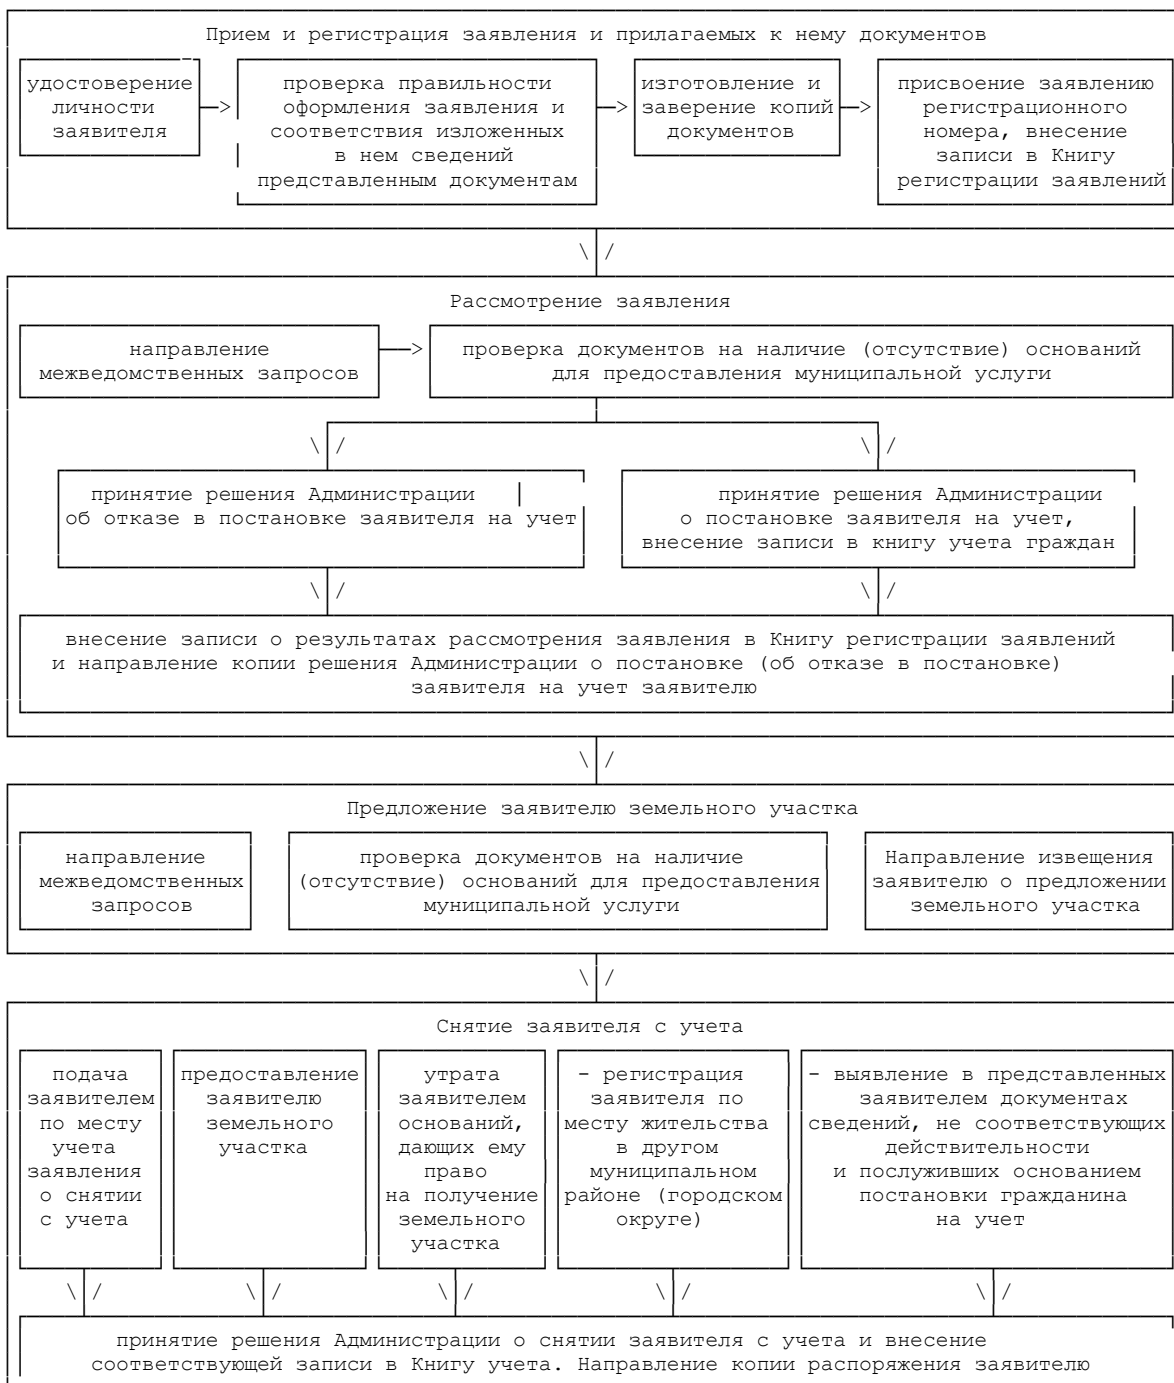 Прием и регистрация заявления и прилагаемых к нему документов
удостоверение
личности
заявителя
проверка правильности
оформления заявления и
соответствия изложенных
в нем сведений
представленным документам
изготовление и
заверение копий
документов
присвоение заявлению
регистрационного
номера, внесение
записи в Книгу
регистрации заявлений
Рассмотрение заявления
направление
межведомственных запросов
проверка документов на наличие (отсутствие) оснований
для предоставления муниципальной услуги
принятие решения Администрации
об отказе в постановке заявителя на учет
принятие решения Администрации
о постановке заявителя на учет,
внесение записи в книгу учета граждан
внесение записи о результатах рассмотрения заявления в Книгу регистрации заявлений
и направление копии решения Администрации о постановке (об отказе в постановке)
заявителя на учет заявителю
Предложение заявителю земельного участка
направление
межведомственных
запросов
проверка документов на наличие
(отсутствие) оснований для предоставления
муниципальной услуги
Направление извещения
заявителю о предложении
земельного участка
Снятие заявителя с учета
подача
заявителем
по месту
учета
заявления
о снятии
с учета
предоставление
заявителю
земельного
участка
утрата
заявителем
оснований,
дающих ему
право
на получение
земельного
участка
- регистрация
заявителя по
месту жительства
в другом
муниципальном
районе (городском
округе)
- выявление в представленных
заявителем документах
сведений, не соответствующих
действительности
и послуживших основанием
постановки гражданина
на учет
принятие решения Администрации о снятии заявителя с учета и внесение
соответствующей записи в Книгу учета. Направление копии распоряжения заявителю